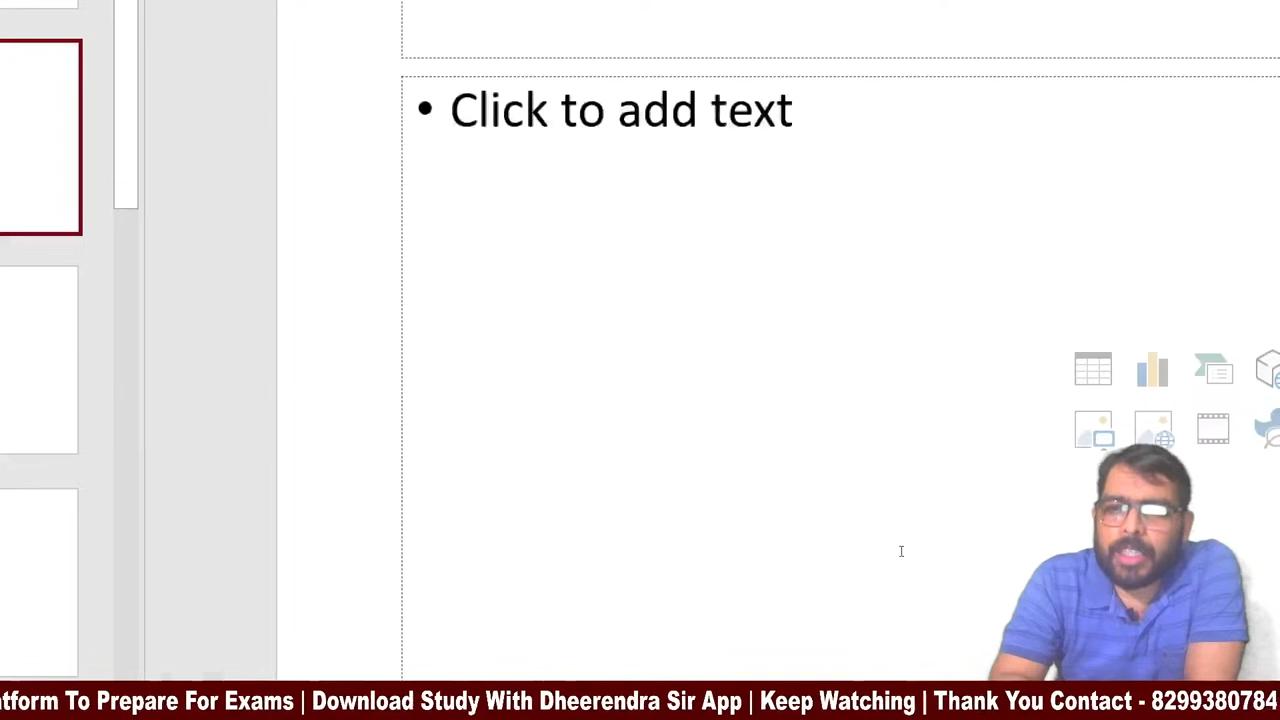 Click to add text
atform To Prepare For Exams | Download Study With Dheerendra Sir App | Keep Watching | Thank You Contact - 8299380784